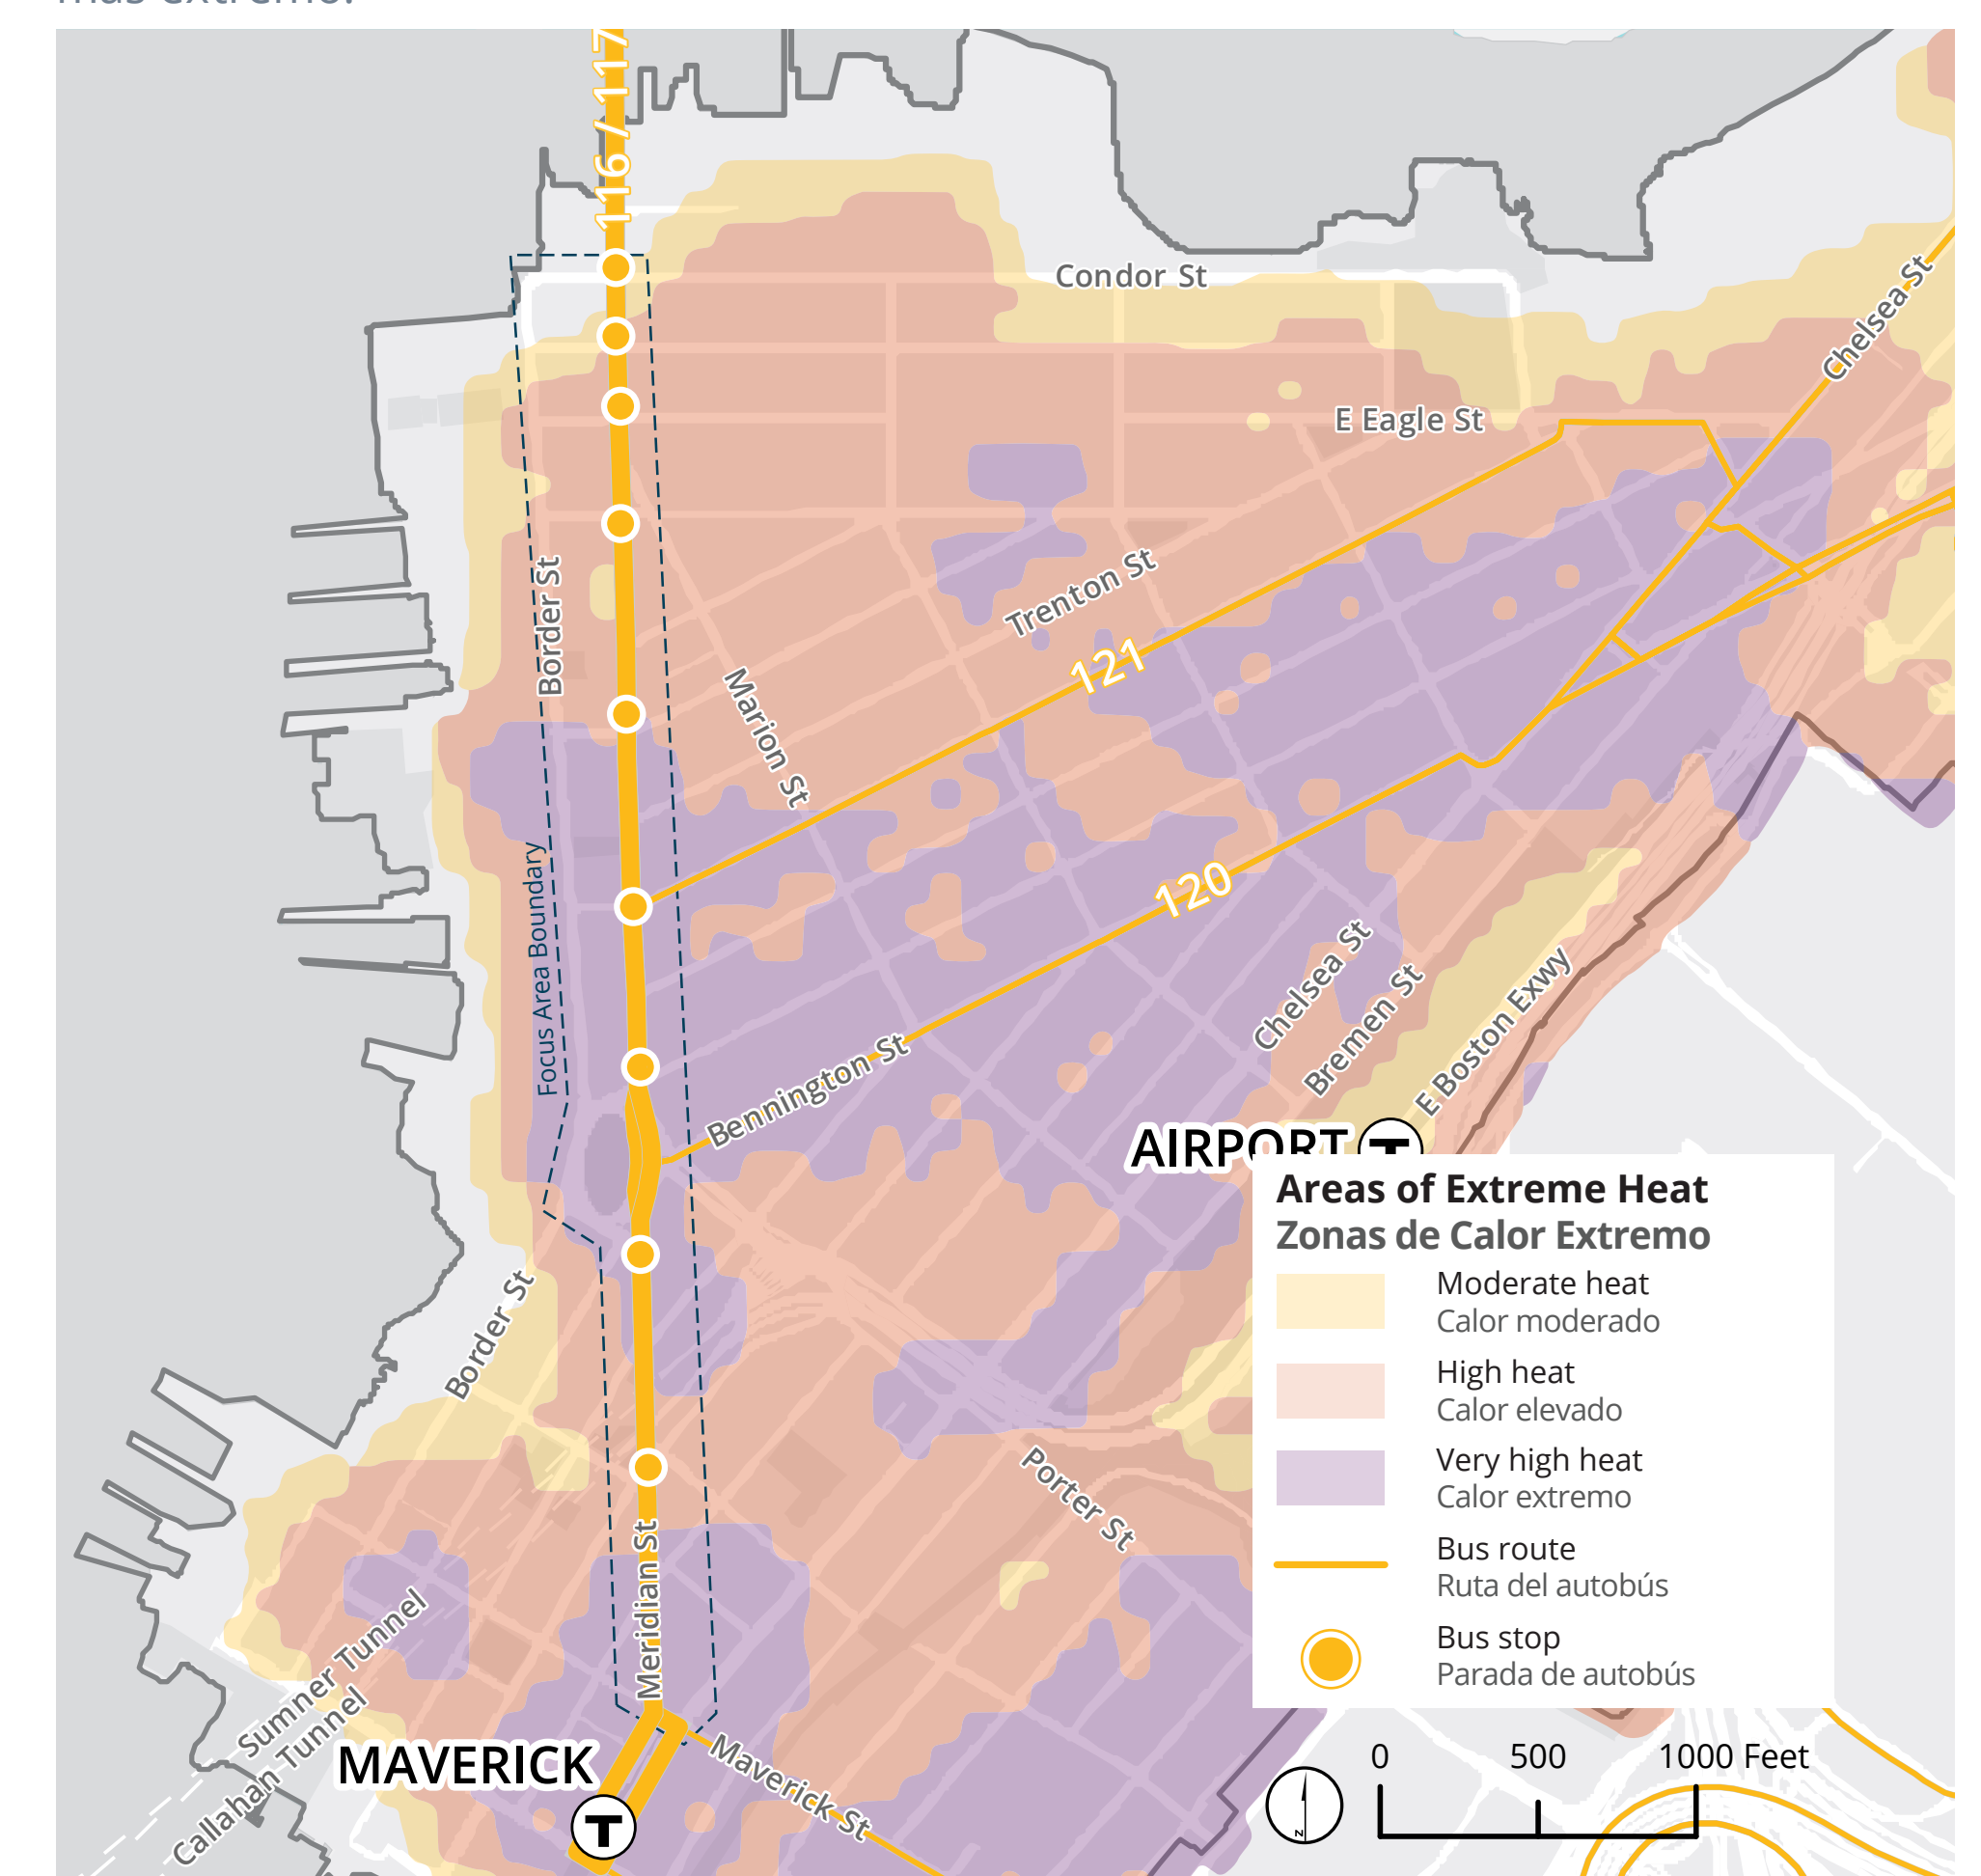 más extremo.
116 / 117
Condor St
Chelsea St
E Eagle St
Border St
Trenton St
121
Marion St
Focus Area Boundary
120
Chelsea St
Bremen St
E Boston Exwy
Bennington St
AIRPORT
T
Border St
Porter St
Meridian St
Sumner Tunnel
Callahan Tunnel
MAVERICK
T
Maverick St
Areas of Extreme Heat
Zonas de Calor Extremo
Moderate heat
Calor moderado
High heat
Calor elevado
Very high heat
Calor extremo
Bus route
Ruta del autobús
Bus stop
Parada de autobús
0 500 1000 Feet
N